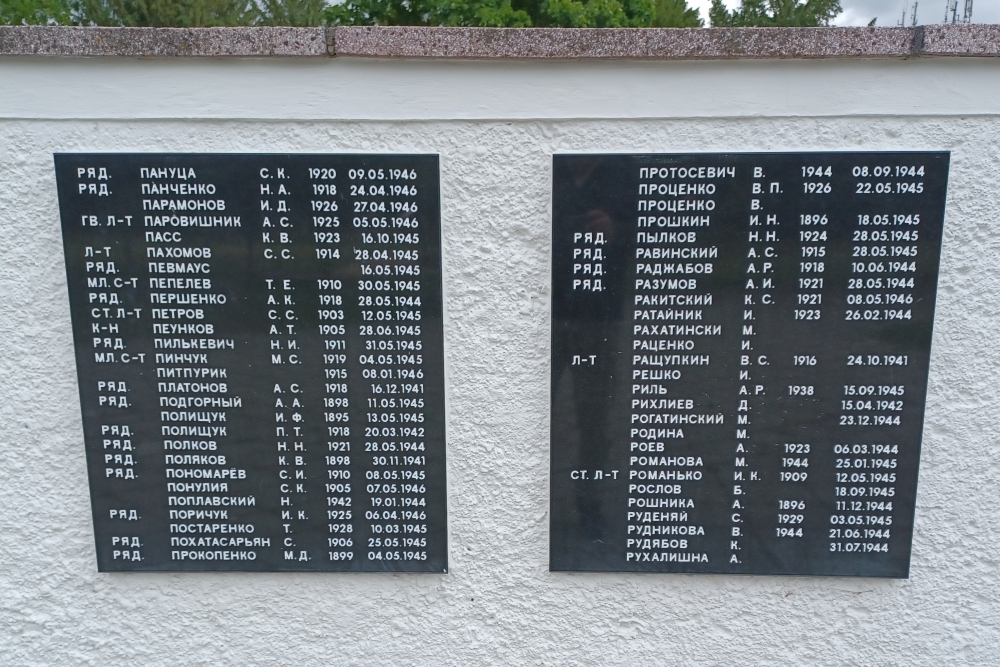 РЯД. ПАНУЦА С.К. 1920 09.05.1946
РЯД. ПАНЧЕНКО Н.А. 1918 24.04.1946
ПАРАМОНОВ И.Д. 1926 27.04.1946
ГВ. Л-Т ПАРОВИШНИК А.С. 1925 05.05.1946
ПАСС К.В. 1923 16.10.1945
Л-Т ПАХОМОВ С.С. 1914 28.04.1945
РЯД. ПЕВМАУС 16.05.1945
МЛ. С-Т ПЕПЕЛЕВ Т.Е. 1910 30.05.1945
РЯД. ПЕРШЕНКО А.К. 1918 28.05.1944
СТ. Л-Т ПЕТРОВ С.С. 1903 12.05.1945
К-Н ПЕУНКОВ А.Т. 1905 28.06.1945
РЯД. ПИЛЬКЕВИЧ Н.И. 1911 31.05.1945
МЛ. С-Т ПИНЧУК М.С. 1919 04.05.1945
ПИТПУРИК 1915 08.01.1946
РЯД. ПЛАТОНОВ А.С. 1918 16.12.1941
РЯД. ПОДГОРНЫЙ А.А. 1898 11.05.1945
ПОЛИЩУК И.Ф. 1895 13.05.1945
РЯД. ПОЛИЩУК П.Т. 1918 20.03.1942
РЯД. ПОЛКОВ Н.Н. 1921 28.05.1944
РЯД. ПОЛЯКОВ К.В. 1898 30.11.1941
РЯД. ПОНОМАРЁВ С.И. 1910 08.05.1945
ПОНУЛИЯ С.К. 1905 07.05.1946
ПОПЛАВСКИЙ Н. 1942 19.01.1944
РЯД. ПОРИЧУК И.К. 1925 06.04.1946
ПОСТАРЕНКО Т. 1928 10.03.1945
РЯД. ПОХАТАСАРЬЯН С. 1906 25.05.1945
РЯД. ПРОКОПЕНКО М.Д. 1899 04.05.1945
ПРОТОСЕВИЧ В. 1944 08.09.1944
ПРОЦЕНКО В.П. 1926 22.05.1945
ПРОЦЕНКО В.
ПРОШКИН И.Н. 1896 18.05.1945
РЯД. ПЫЛКОВ Н.Н. 1924 28.05.1945
РЯД. РАВИНСКИЙ А.С. 1915 28.05.1945
РЯД. РАДЖАБОВ А.Р. 1918 10.06.1944
РЯД. РАЗУМОВ А.И. 1921 28.05.1944
РАКИТСКИЙ К.С. 1921 08.05.1946
РАТАЙНИК И. 1923 26.02.1944
РАХАТИНСКИ М.
РАЦЕНКО И.
Л-Т РАЩУПКИН В.С. 1916 24.10.1941
РЕШКО И.
РИЛЬ А.Р. 1938 15.09.1945
РИХЛИЕВ Д. 15.04.1942
РОГАТИНСКИЙ М. 23.12.1944
РОДИНА М.
РОЕВ А. 1923 06.03.1944
РОМАНОВА М. 1944 25.01.1945
СТ. Л-Т РОМАНЬКО И.К. 1909 12.05.1945
РОСЛОВ Б. 18.09.1945
РОШНИКА А. 1896 11.12.1944
РУДЕНЯЙ С. 1929 03.05.1945
РУДНИКОВА В. 1944 21.06.1944
РУДЯБОВ К. 31.07.1944
РУХАЛИШНА А.